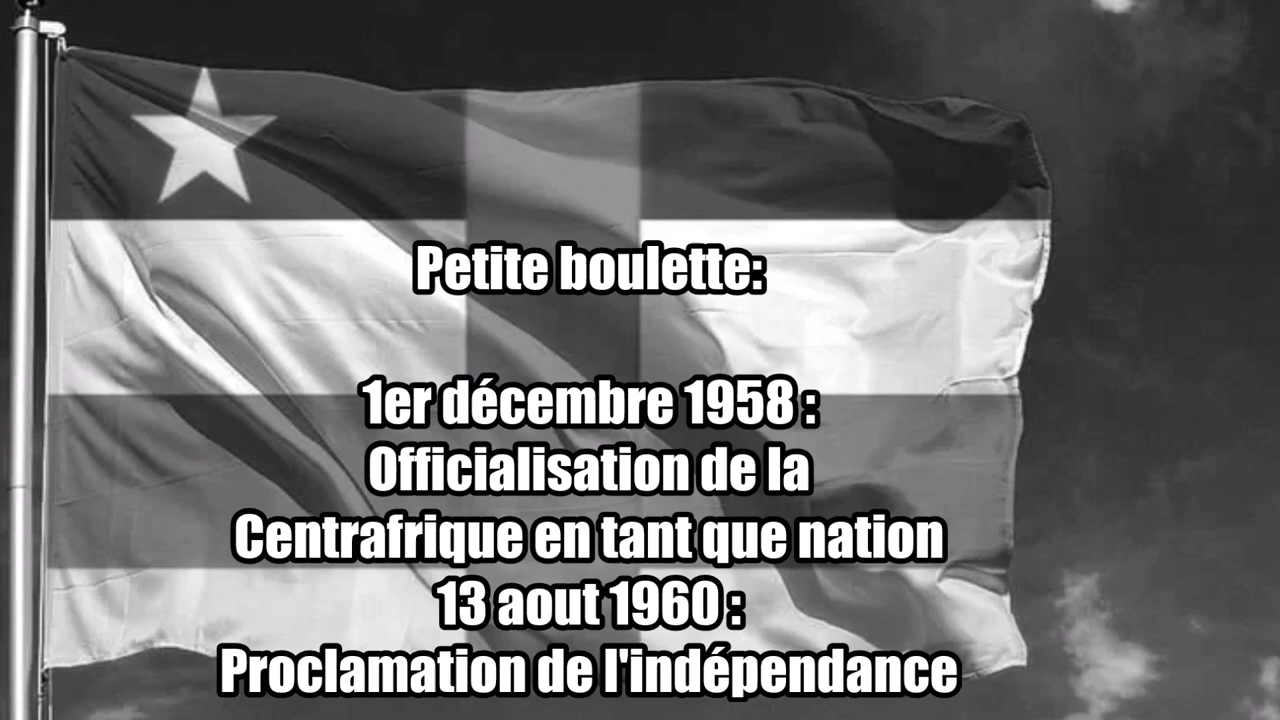 Petite boulette:
1er décembre 1958 :
Officialisation de la
Centrafrique en tant que nation
13 aout 1960 :
Proclamation de l'indépendance